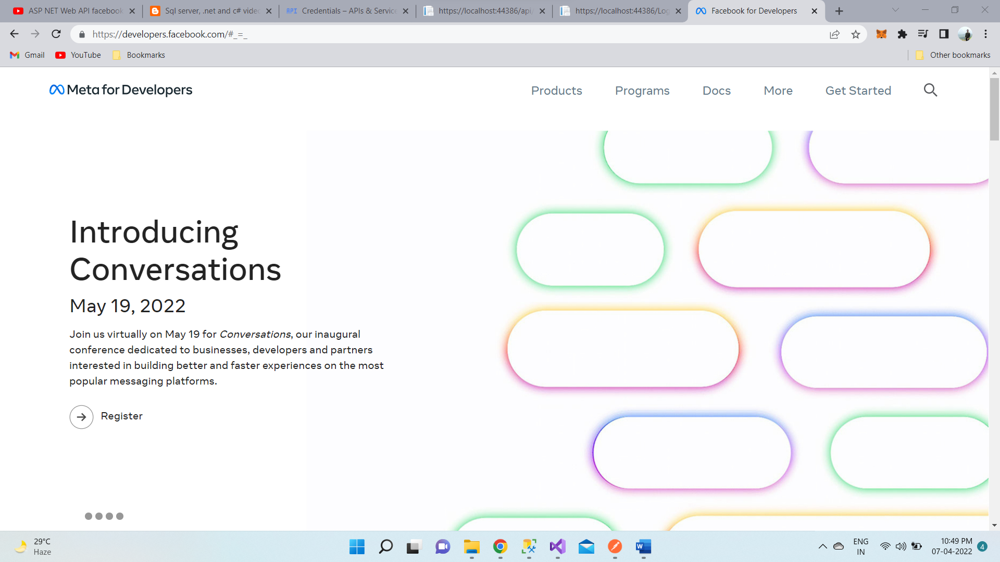 ASP NET Web API facebook
Sql server, .net and c# video
API Credentials – APIs & Service
https://localhost:44386/api/
https://localhost:44386/Log
Facebook for Developers
https://developers.facebook.com/#_=_
Gmail
YouTube
Bookmarks
Other bookmarks
Meta for Developers
Products
Programs
Docs
More
Get Started
Introducing
Conversations
May 19, 2022
Join us virtually on May 19 for Conversations, our inaugural
conference dedicated to businesses, developers and partners
interested in building better and faster experiences on the most
popular messaging platforms.
Register
29°C
Haze
W
ENG
IN
10:49 PM
07-04-2022
4